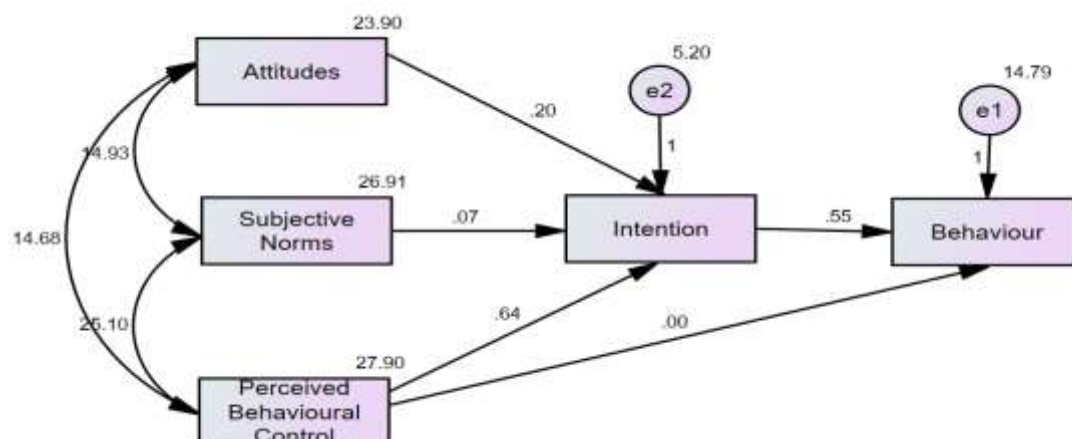 23.90
Attitudes
5.20
e2
14.79
e1
.20
1
1
14.93
26.91
Subjective
Norms
.07
Intention
.55
Behaviour
14.68
25.10
.64
.00
27.90
Perceived
Behavioural
Control